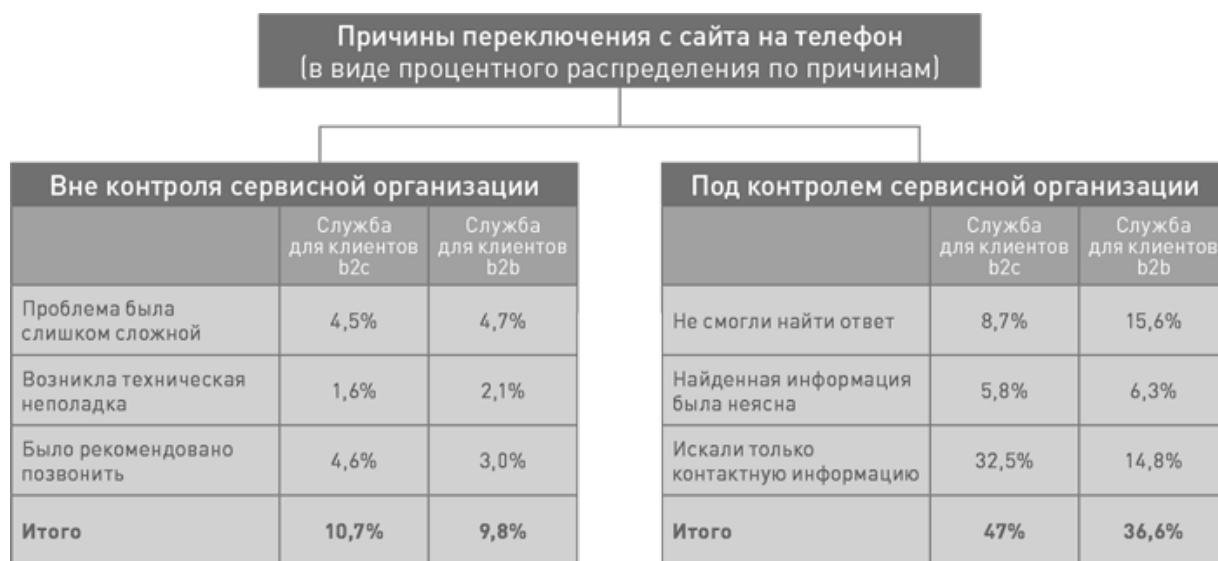 Причины переключения с сайта на телефон
(в виде процентного распределения по причинам)
Вне контроля сервисной организации
Служба для клиентов b2c Служба для клиентов b2b
Проблема была слишком сложной 4,5% 4,7%
Возникла техническая неполадка 1,6% 2,1%
Было рекомендовано позвонить 4,6% 3,0%
Итого 10,7% 9,8%
Под контролем сервисной организации
Служба для клиентов b2c Служба для клиентов b2b
Не смогли найти ответ 8,7% 15,6%
Найденная информация была неясна 5,8% 6,3%
Искали только контактную информацию 32,5% 14,8%
Итого 47% 36,6%